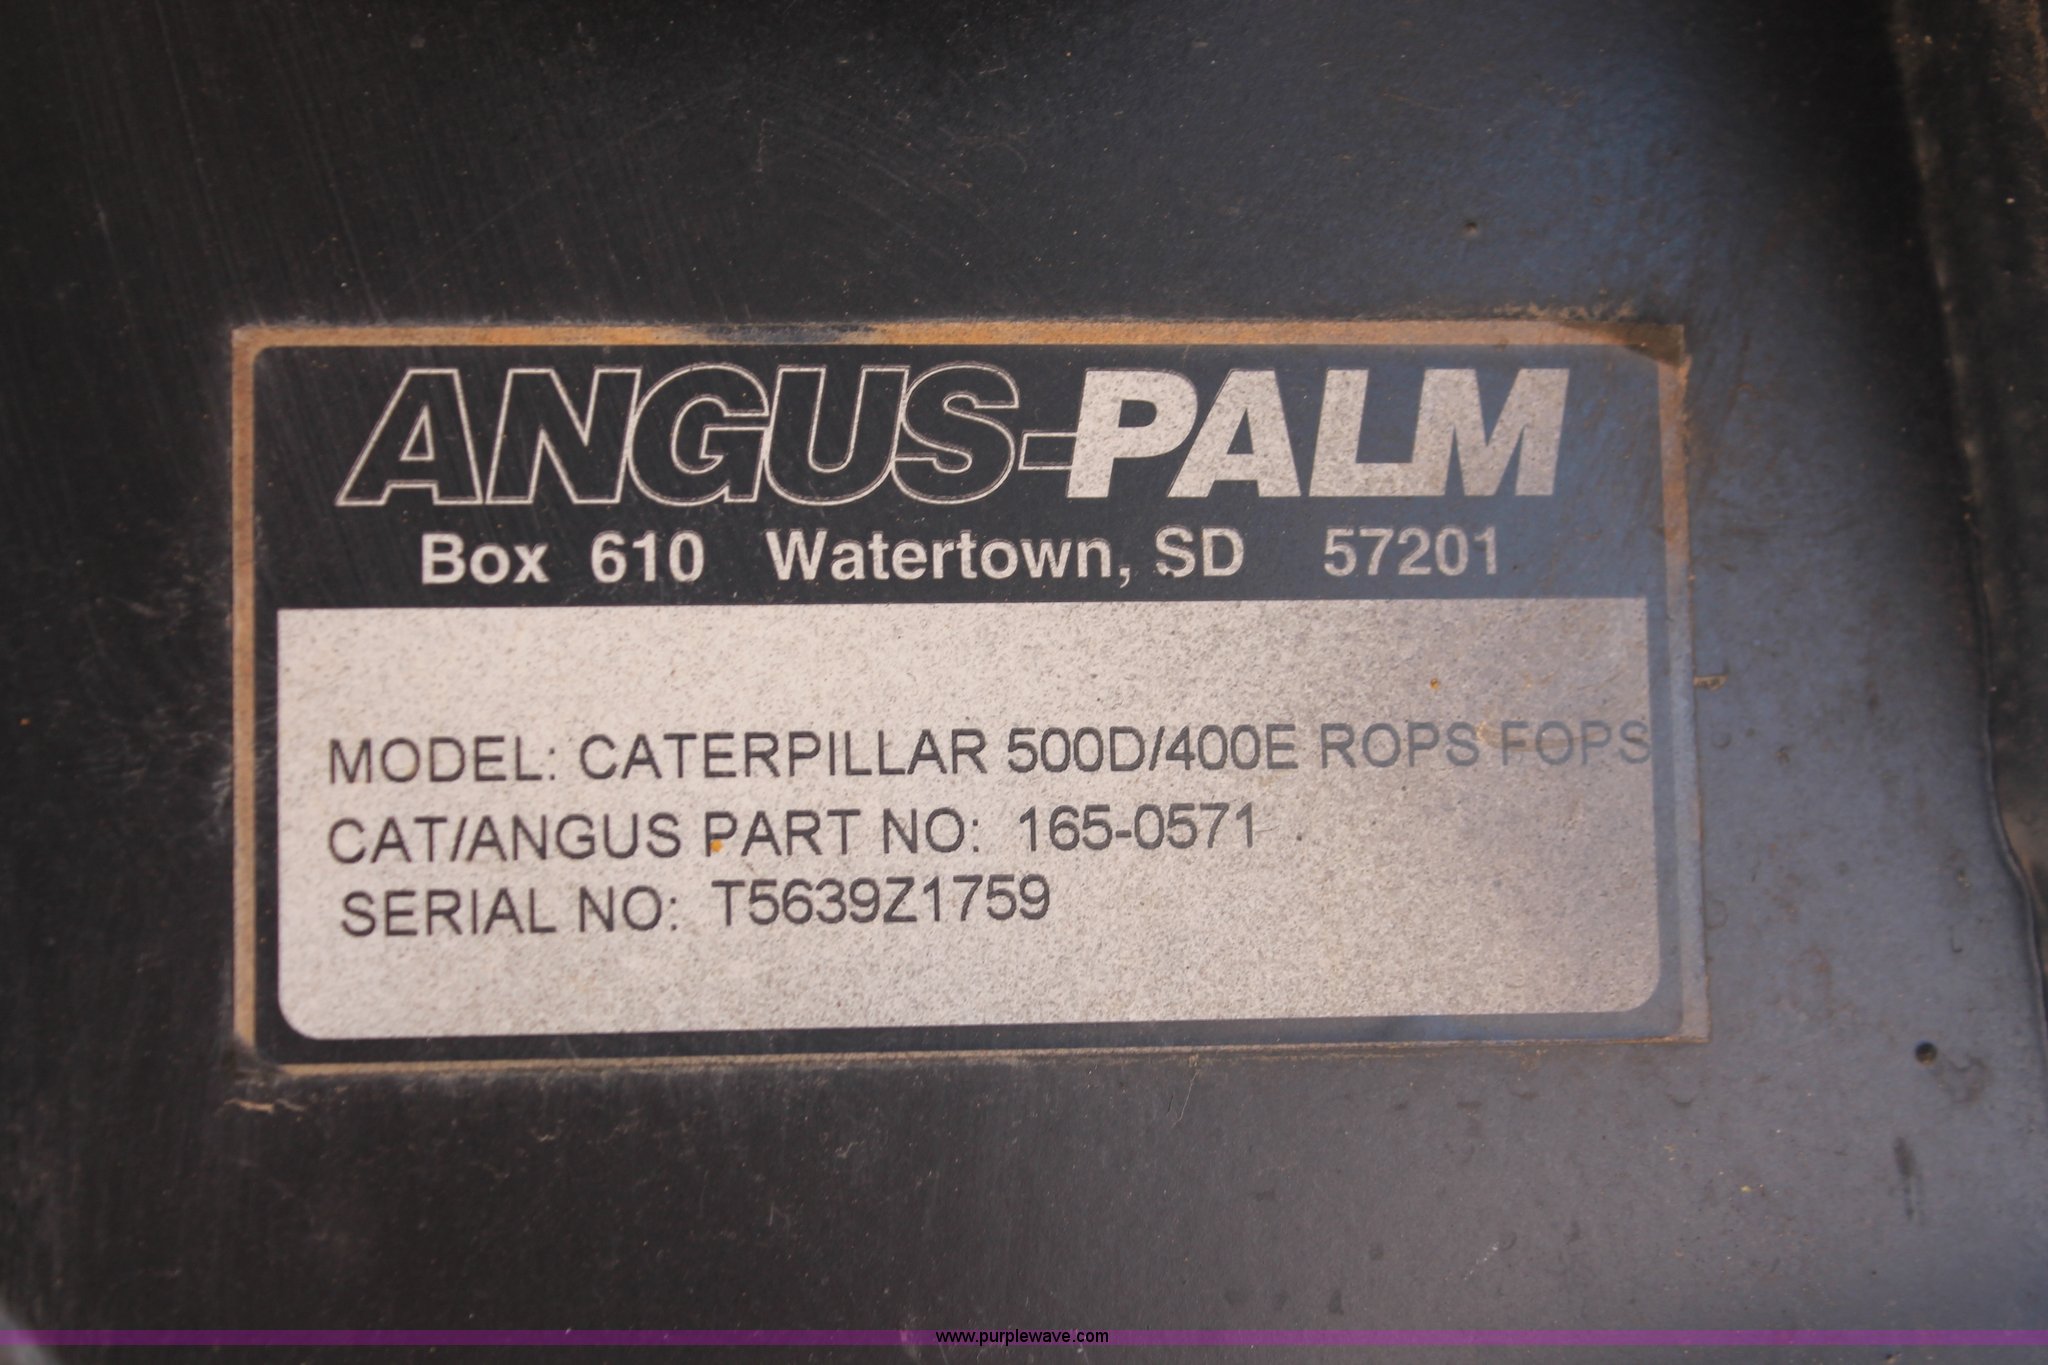 ANGUS-PALM
Box 610 Watertown, SD 57201
MODEL: CATERPILLAR 500D/400E ROPS FOPS
CAT/ANGUS PART NO: 165-0571
SERIAL NO: T5639Z1759
www.purplewave.com